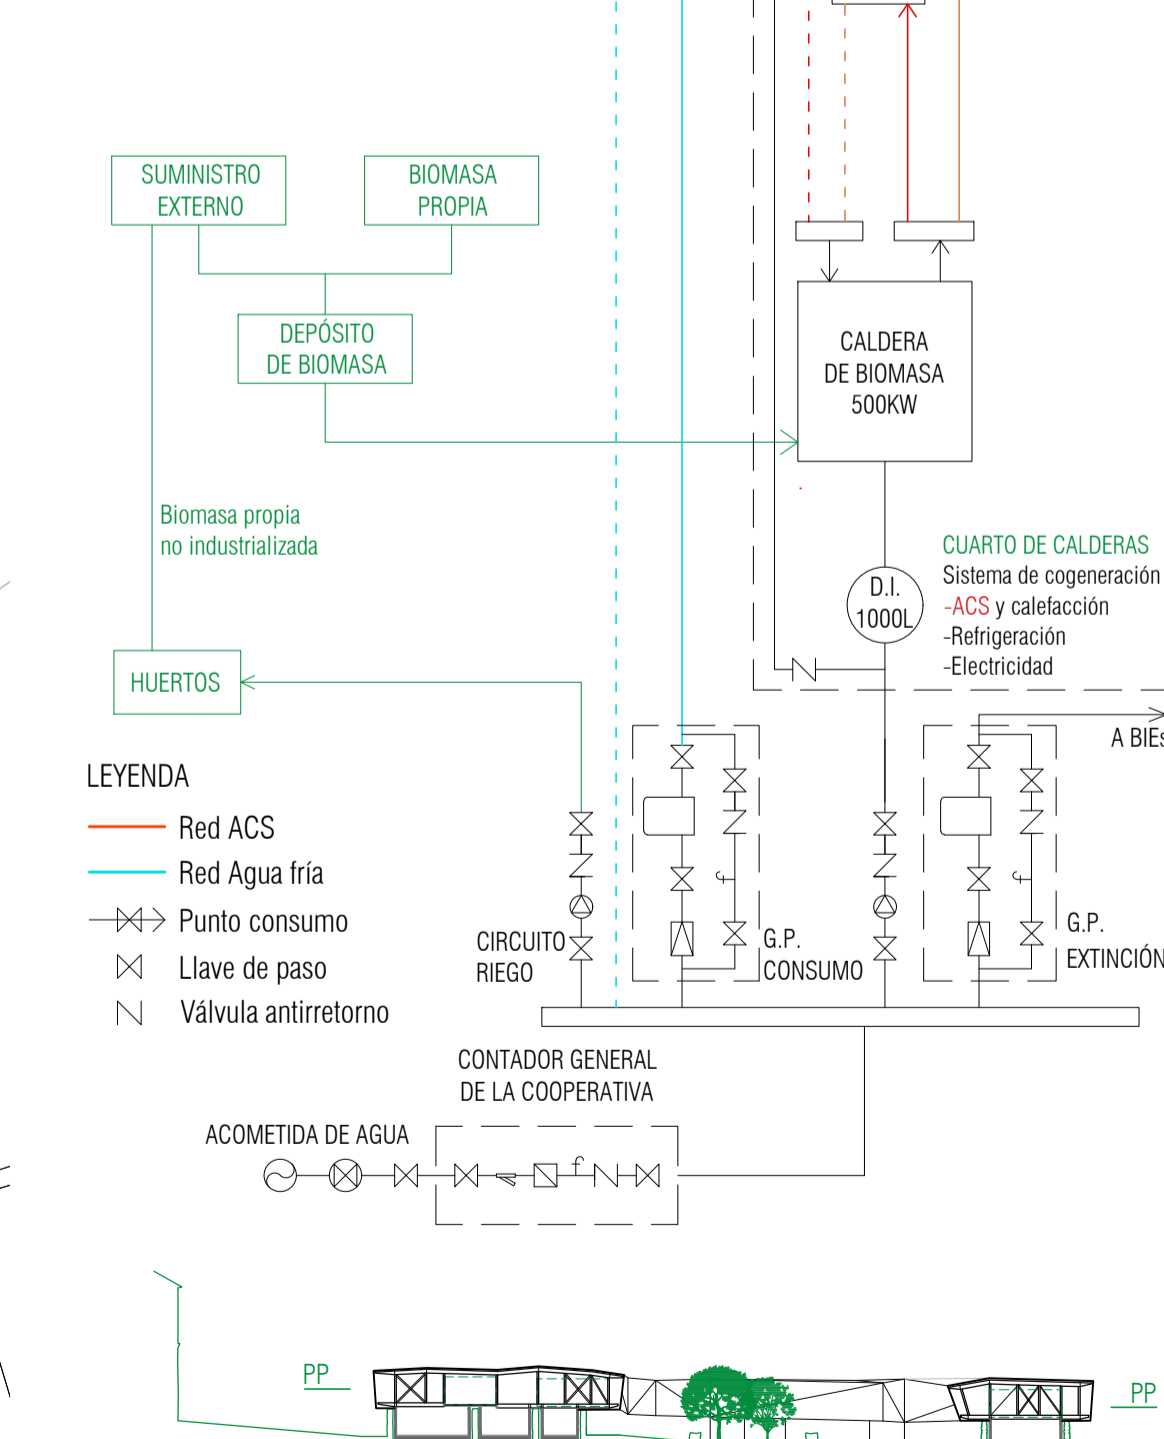 SUMINISTRO
EXTERNO
BIOMASA
PROPIA
DEPÓSITO
DE BIOMASA
CALDERA
DE BIOMASA
500KW
Biomasa propia
no industrializada
CUARTO DE CALDERAS
Sistema de cogeneración
-ACS y calefacción
-Refrigeración
-Electricidad
D.I.
1000L
HUERTOS
A BIEs
LEYENDA
Red ACS
Red Agua fría
Punto consumo
Llave de paso
Válvula antirretorno
CIRCUITO
RIEGO
f
G.P.
CONSUMO
f
G.P.
EXTINCIÓN
CONTADOR GENERAL
DE LA COOPERATIVA
ACOMETIDA DE AGUA
f
PP
PP